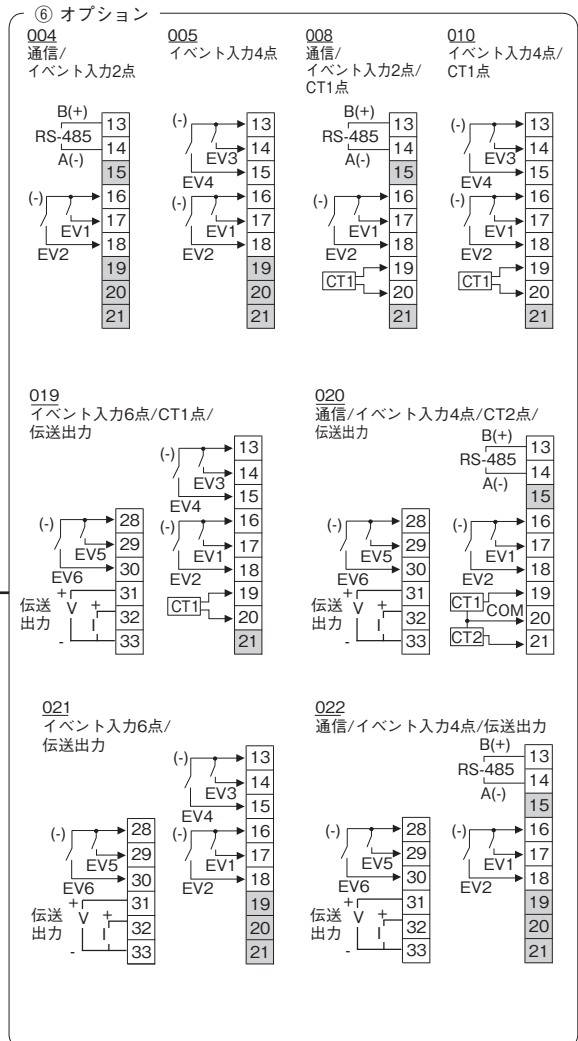 ⑥ オプション
004
通信/
イベント入力2点
B(+)
RS-485
A(-)
(-)
EV1
EV2
13
14
15
16
17
18
19
20
21
005
イベント入力4点
(-)
EV3
EV4
(-)
EV1
EV2
13
14
15
16
17
18
19
20
21
008
通信/
イベント入力2点/
CT1点
B(+)
RS-485
A(-)
(-)
EV1
EV2
CT1
13
14
15
16
17
18
19
20
21
010
イベント入力4点/
CT1点
(-)
EV3
EV4
(-)
EV1
EV2
CT1
13
14
15
16
17
18
19
20
21
019
イベント入力6点/CT1点/
伝送出力
(-)
EV5
EV6
伝送
出力
+
V
+
I
-
28
29
30
31
32
33
(-)
EV3
EV4
(-)
EV1
EV2
CT1
13
14
15
16
17
18
19
20
21
020
通信/イベント入力4点/CT2点/
伝送出力
(-)
EV5
EV6
伝送
出力
+
V
+
I
-
28
29
30
31
32
33
B(+)
RS-485
A(-)
(-)
EV1
EV2
CT1
COM
CT2
13
14
15
16
17
18
19
20
21
021
イベント入力6点/
伝送出力
(-)
EV5
EV6
伝送
出力
+
V
+
I
-
28
29
30
31
32
33
(-)
EV3
EV4
(-)
EV1
EV2
13
14
15
16
17
18
19
20
21
022
通信/イベント入力4点/伝送出力
(-)
EV5
EV6
伝送
出力
+
V
+
I
-
28
29
30
31
32
33
B(+)
RS-485
A(-)
(-)
EV1
EV2
13
14
15
16
17
18
19
20
21